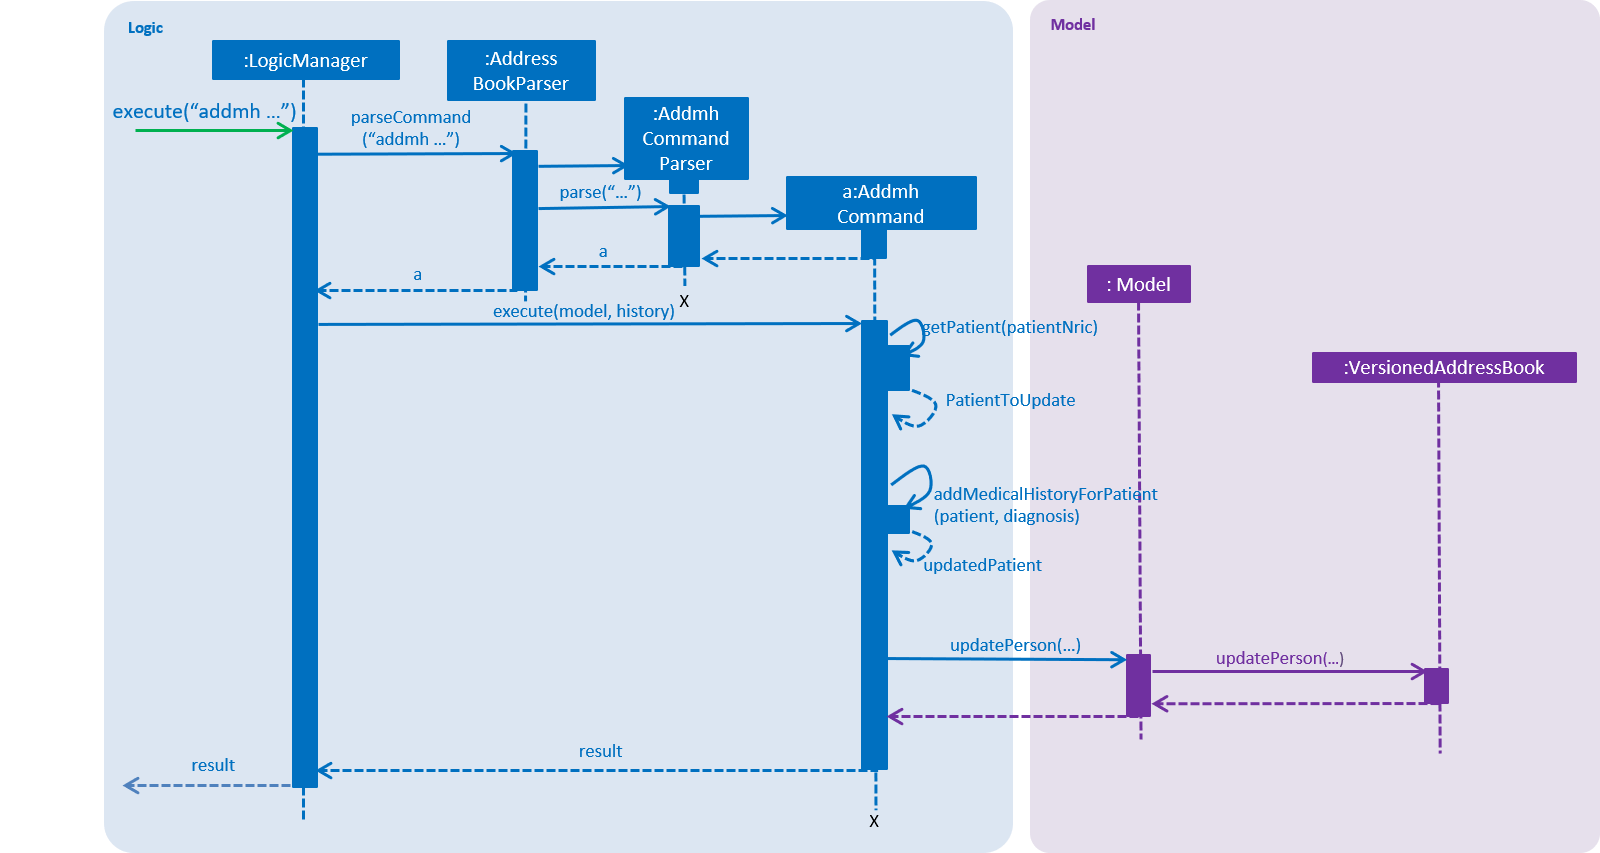 Logic
Model
:LogicManager
:Address
BookParser
:Addmh
Command
Parser
execute(“addmh ...”)
parseCommand
(“addmh ...”)
parse(“...”)
a:Addmh
Command
a
a
X
execute(model, history)
: Model
getPatient(patientNric)
:VersionedAddressBook
PatientToUpdate
addMedicalHistoryForPatient
(patient, diagnosis)
updatedPatient
updatePerson(...)
updatePerson(...)
result
result
X